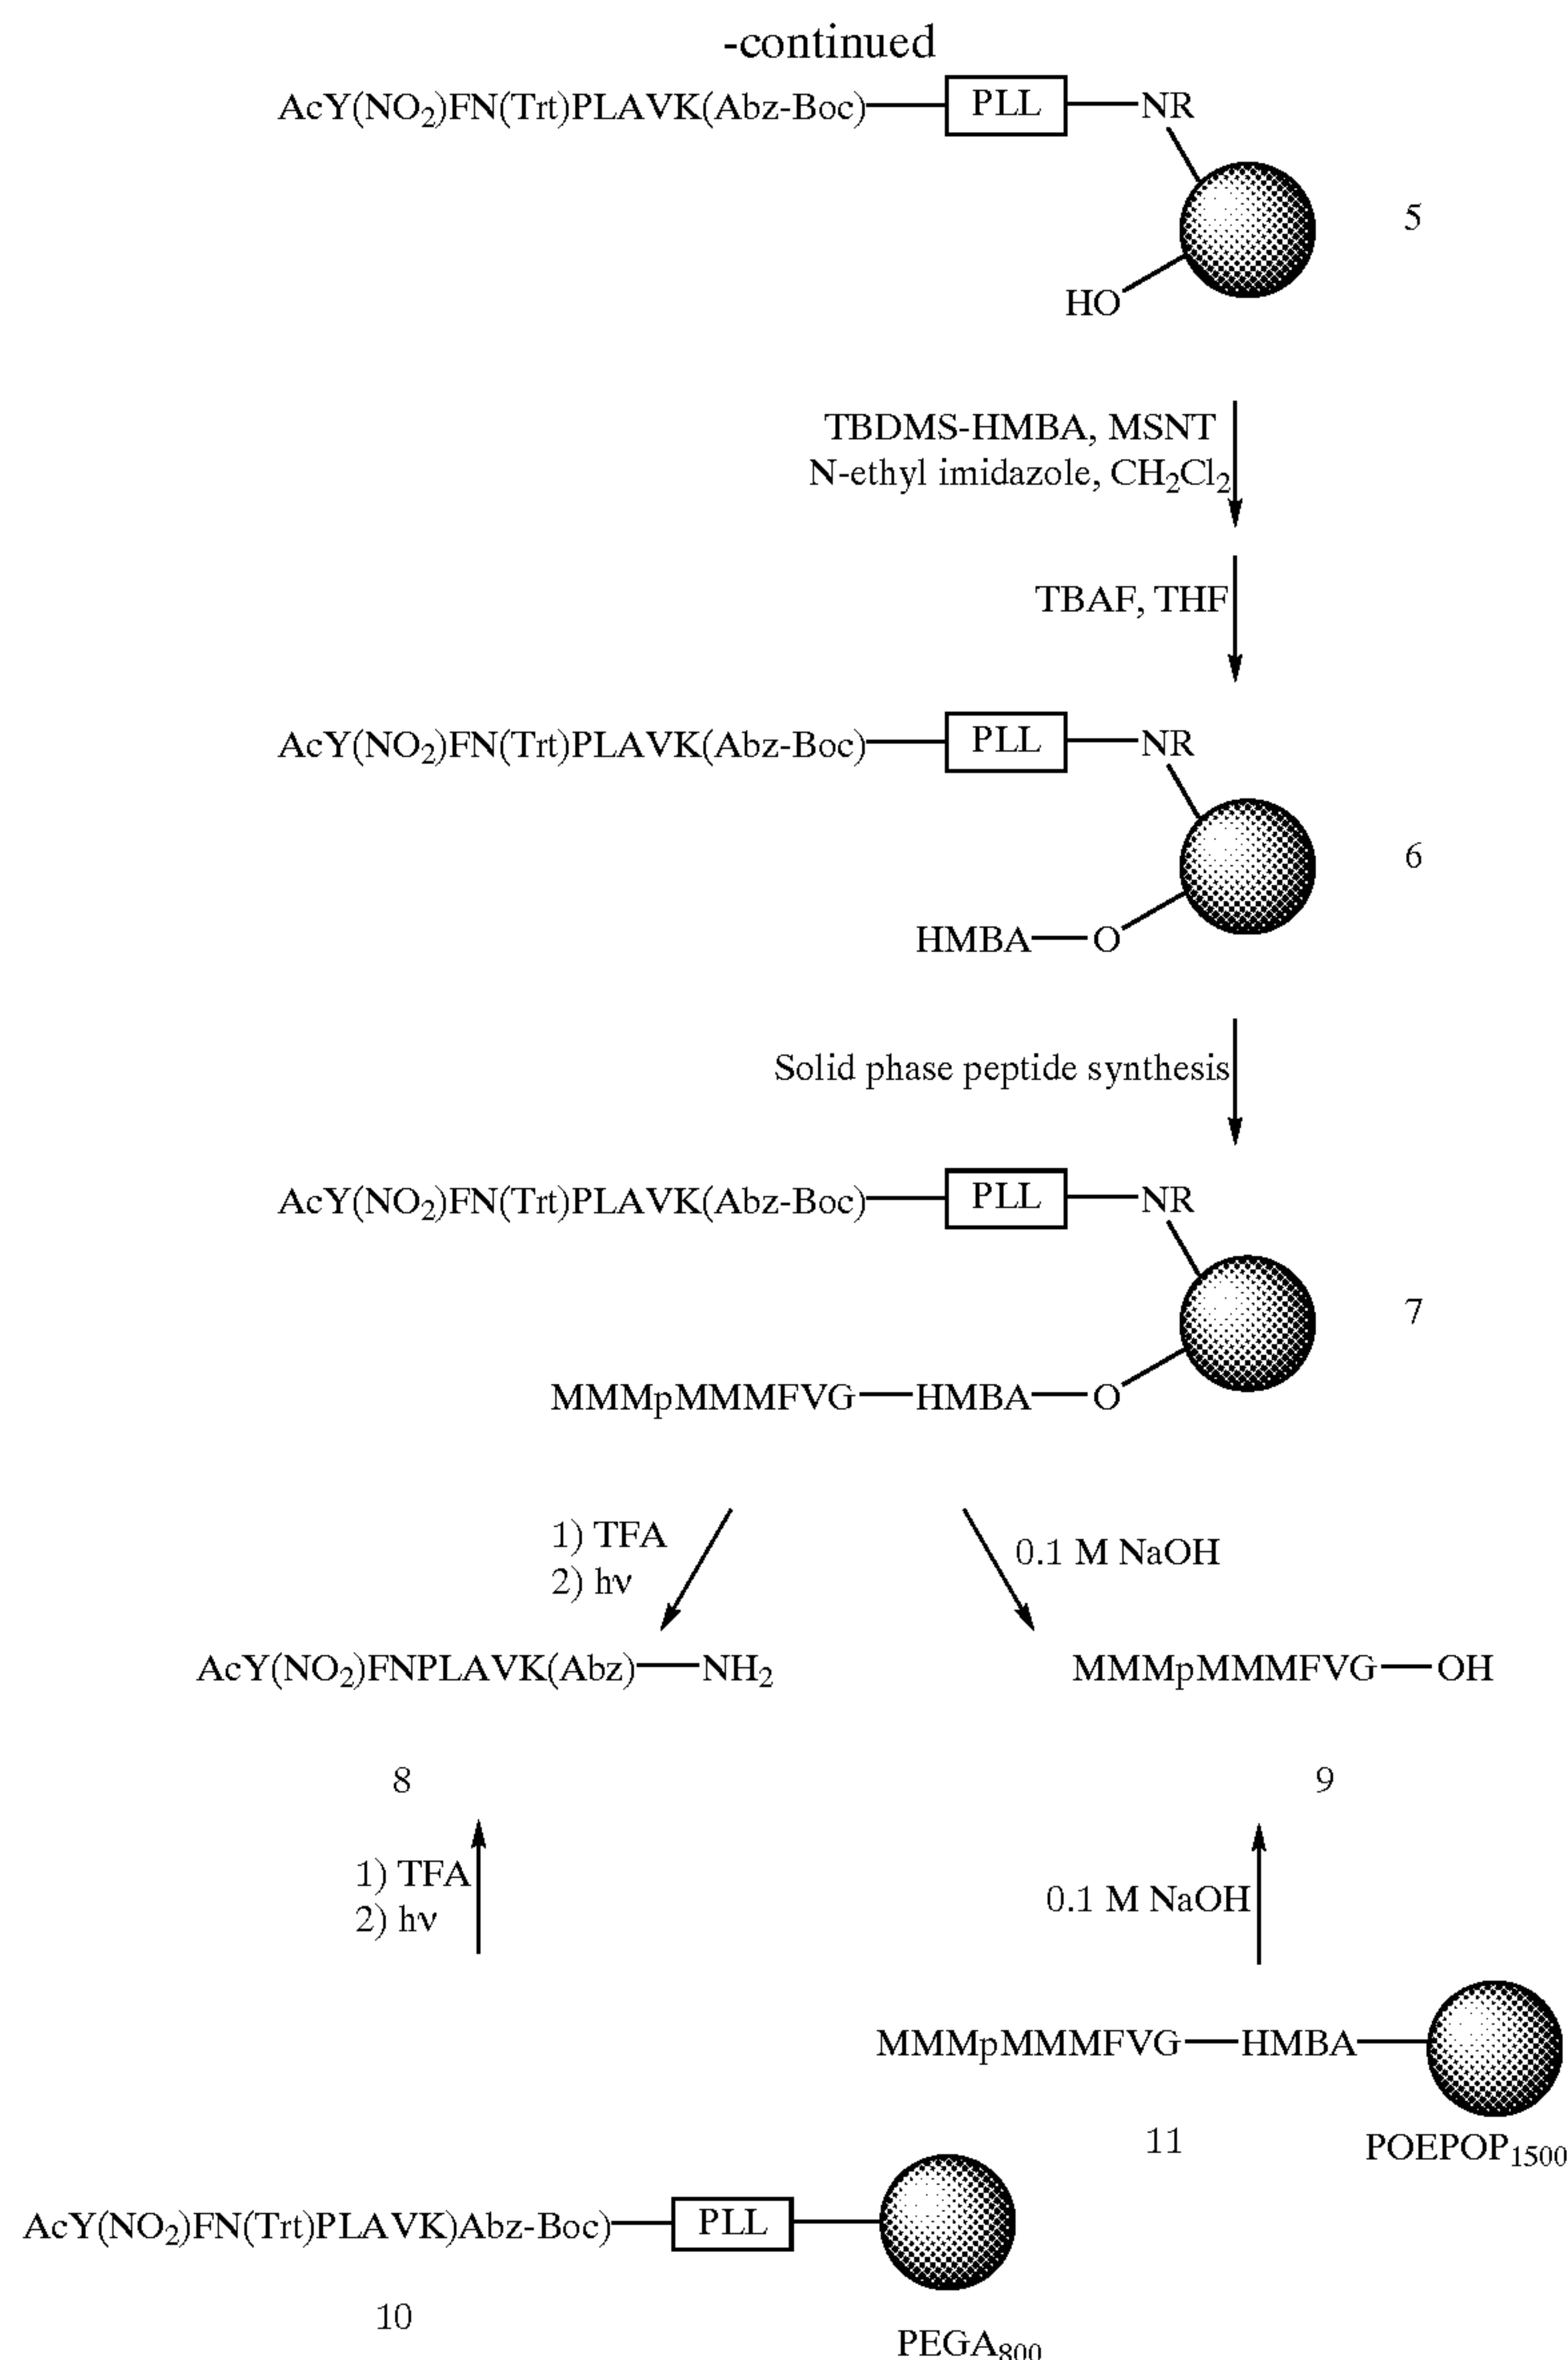 -continued
AcY(NO2)FN(Trt)PLAVK(Abz-Boc) PLL NR
5
HO
TBDMS-HMBA, MSNT
N-ethyl imidazole, CH2Cl2
TBAF, THF
AcY(NO2)FN(Trt)PLAVK(Abz-Boc) PLL NR
6
HMBA—O
Solid phase peptide synthesis
AcY(NO2)FN(Trt)PLAVK(Abz-Boc) PLL NR
7
MMMpMMMFVG—HMBA—O
1) TFA
2) hν
0.1 M NaOH
AcY(NO2)FNPLAVK(Abz)—NH2
MMMpMMMFVG—OH
8
9
1) TFA
2) hν
0.1 M NaOH
MMMpMMMFVG—HMBA
11
POEPOP1500
AcY(NO2)FN(Trt)PLAVK)Abz-Boc) PLL
10
PEGA800